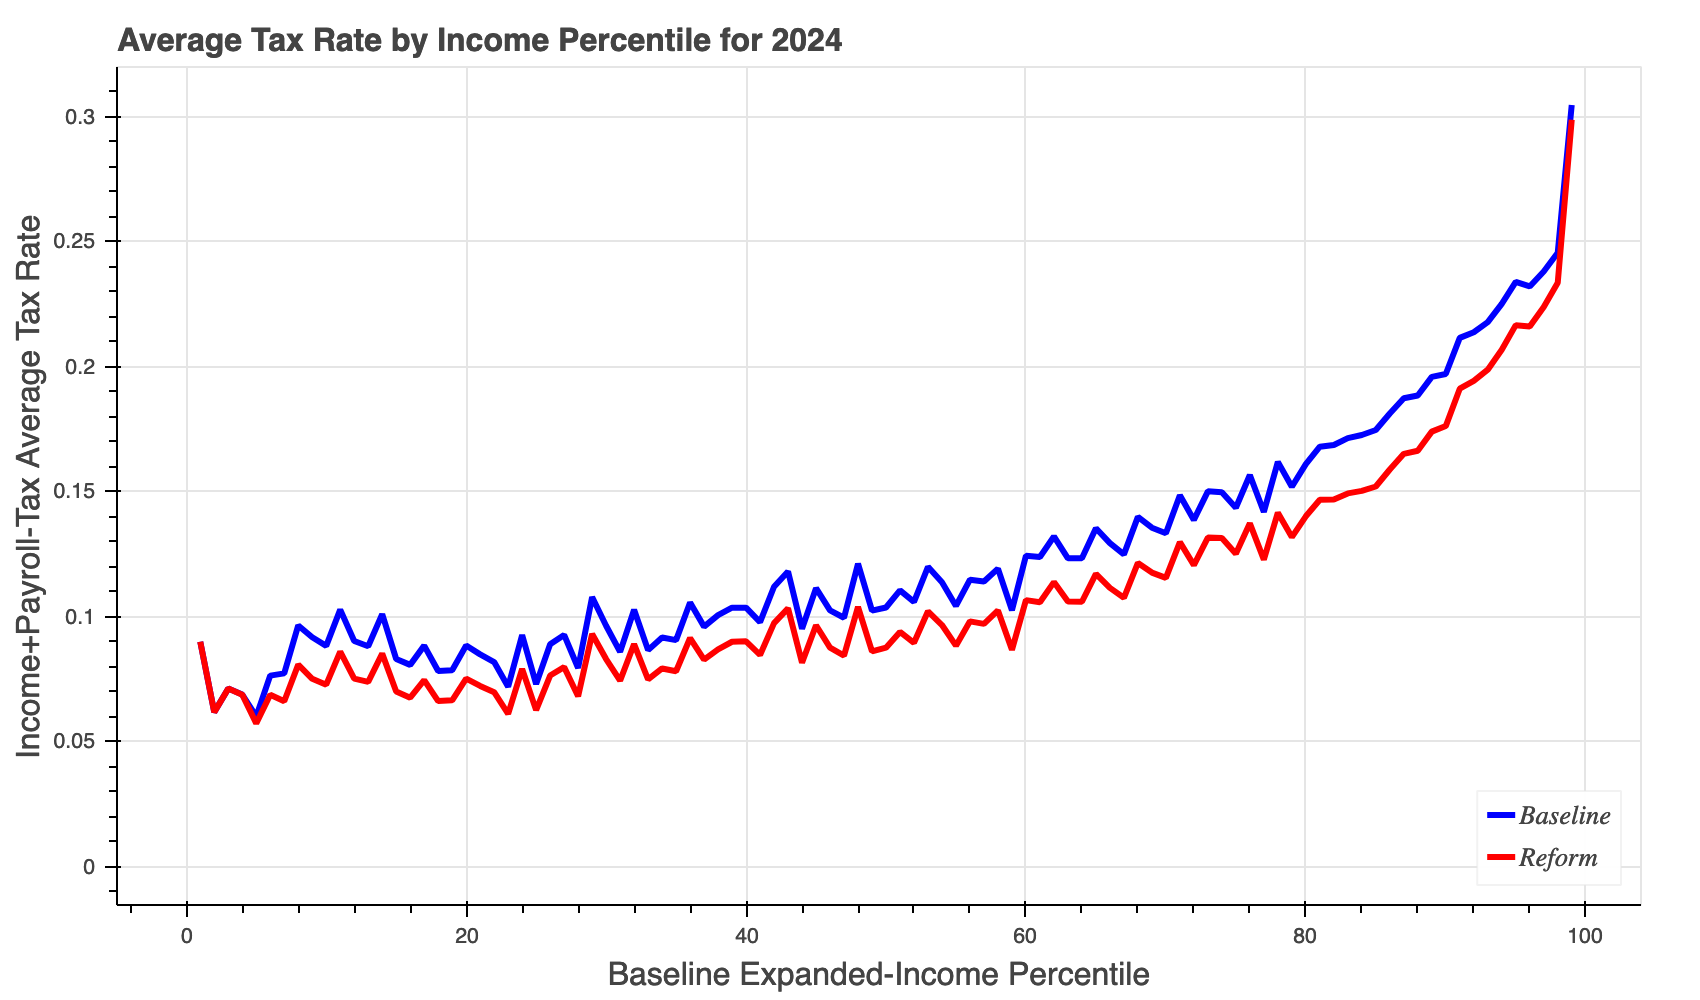 Average Tax Rate by Income Percentile for 2024
Income+Payroll-Tax Average Tax Rate
0.3
0.25
0.2
0.15
0.1
0.05
0
0
20
40
60
80
100
Baseline Expanded-Income Percentile
Baseline
Reform